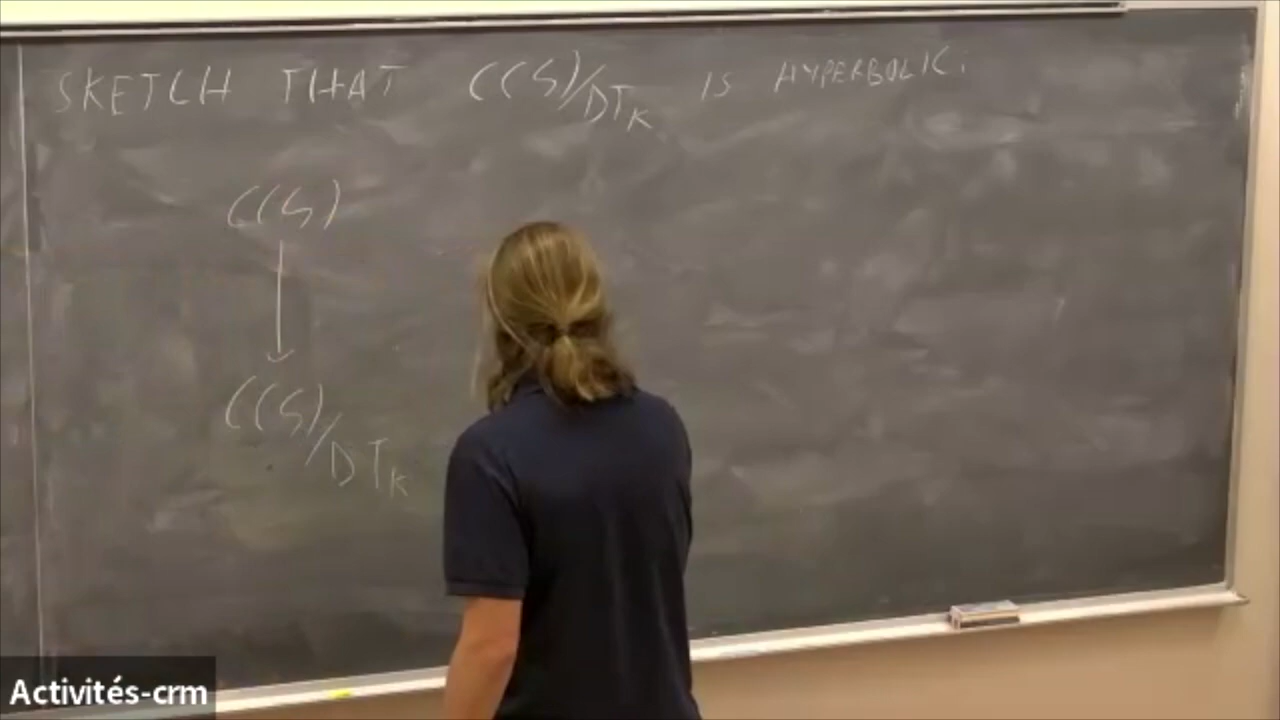 SKETCH THAT C(S)/DT_K IS HYPERBOLIC:
C(S)
↓
C(S)/DT_K
Activités-crm